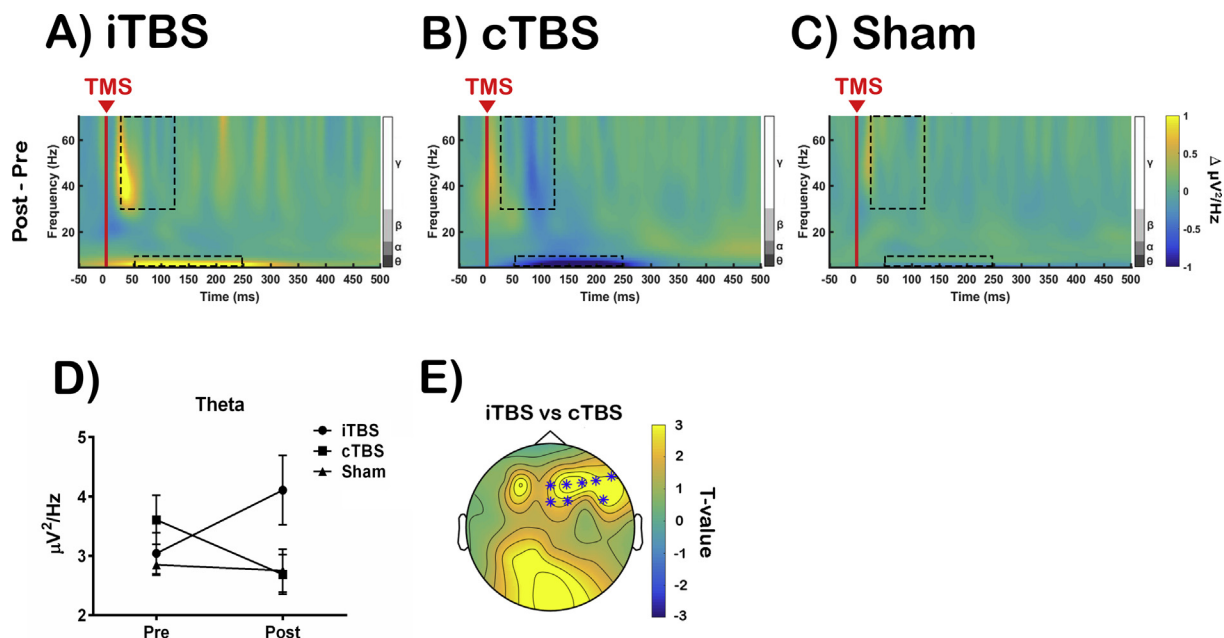 A) iTBS
B) cTBS
C) Sham
TMS
TMS
TMS
Post - Pre
Frequency (Hz)
60
40
20
-50 0 50 100 150 200 250 300 350 400 450 500
Time (ms)
γ
β
α
θ
Frequency (Hz)
60
40
20
-50 0 50 100 150 200 250 300 350 400 450 500
Time (ms)
γ
β
α
θ
Frequency (Hz)
60
40
20
-50 0 50 100 150 200 250 300 350 400 450 500
Time (ms)
γ
β
α
θ
1
0.5
0
-0.5
-1
Δ µV²/Hz
D)
Theta
iTBS
cTBS
Sham
µV²/Hz
5
4
3
2
Pre Post
E)
iTBS vs cTBS
3
2
1
0
-1
-2
-3
T-value